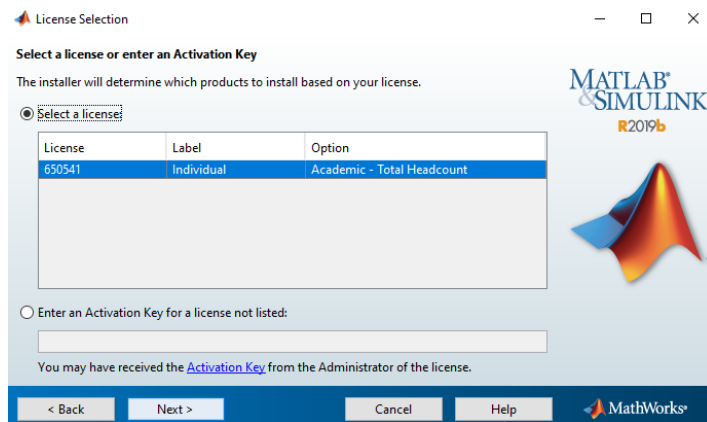 License Selection
Select a license or enter an Activation Key
The installer will determine which products to install based on your license.
MATLAB®
&SIMULINK
R2019b
Select a license:
License Label Option
650541 Individual Academic - Total Headcount
Enter an Activation Key for a license not listed:
You may have received the Activation Key from the Administrator of the license.
< Back Next > Cancel Help MathWorks®